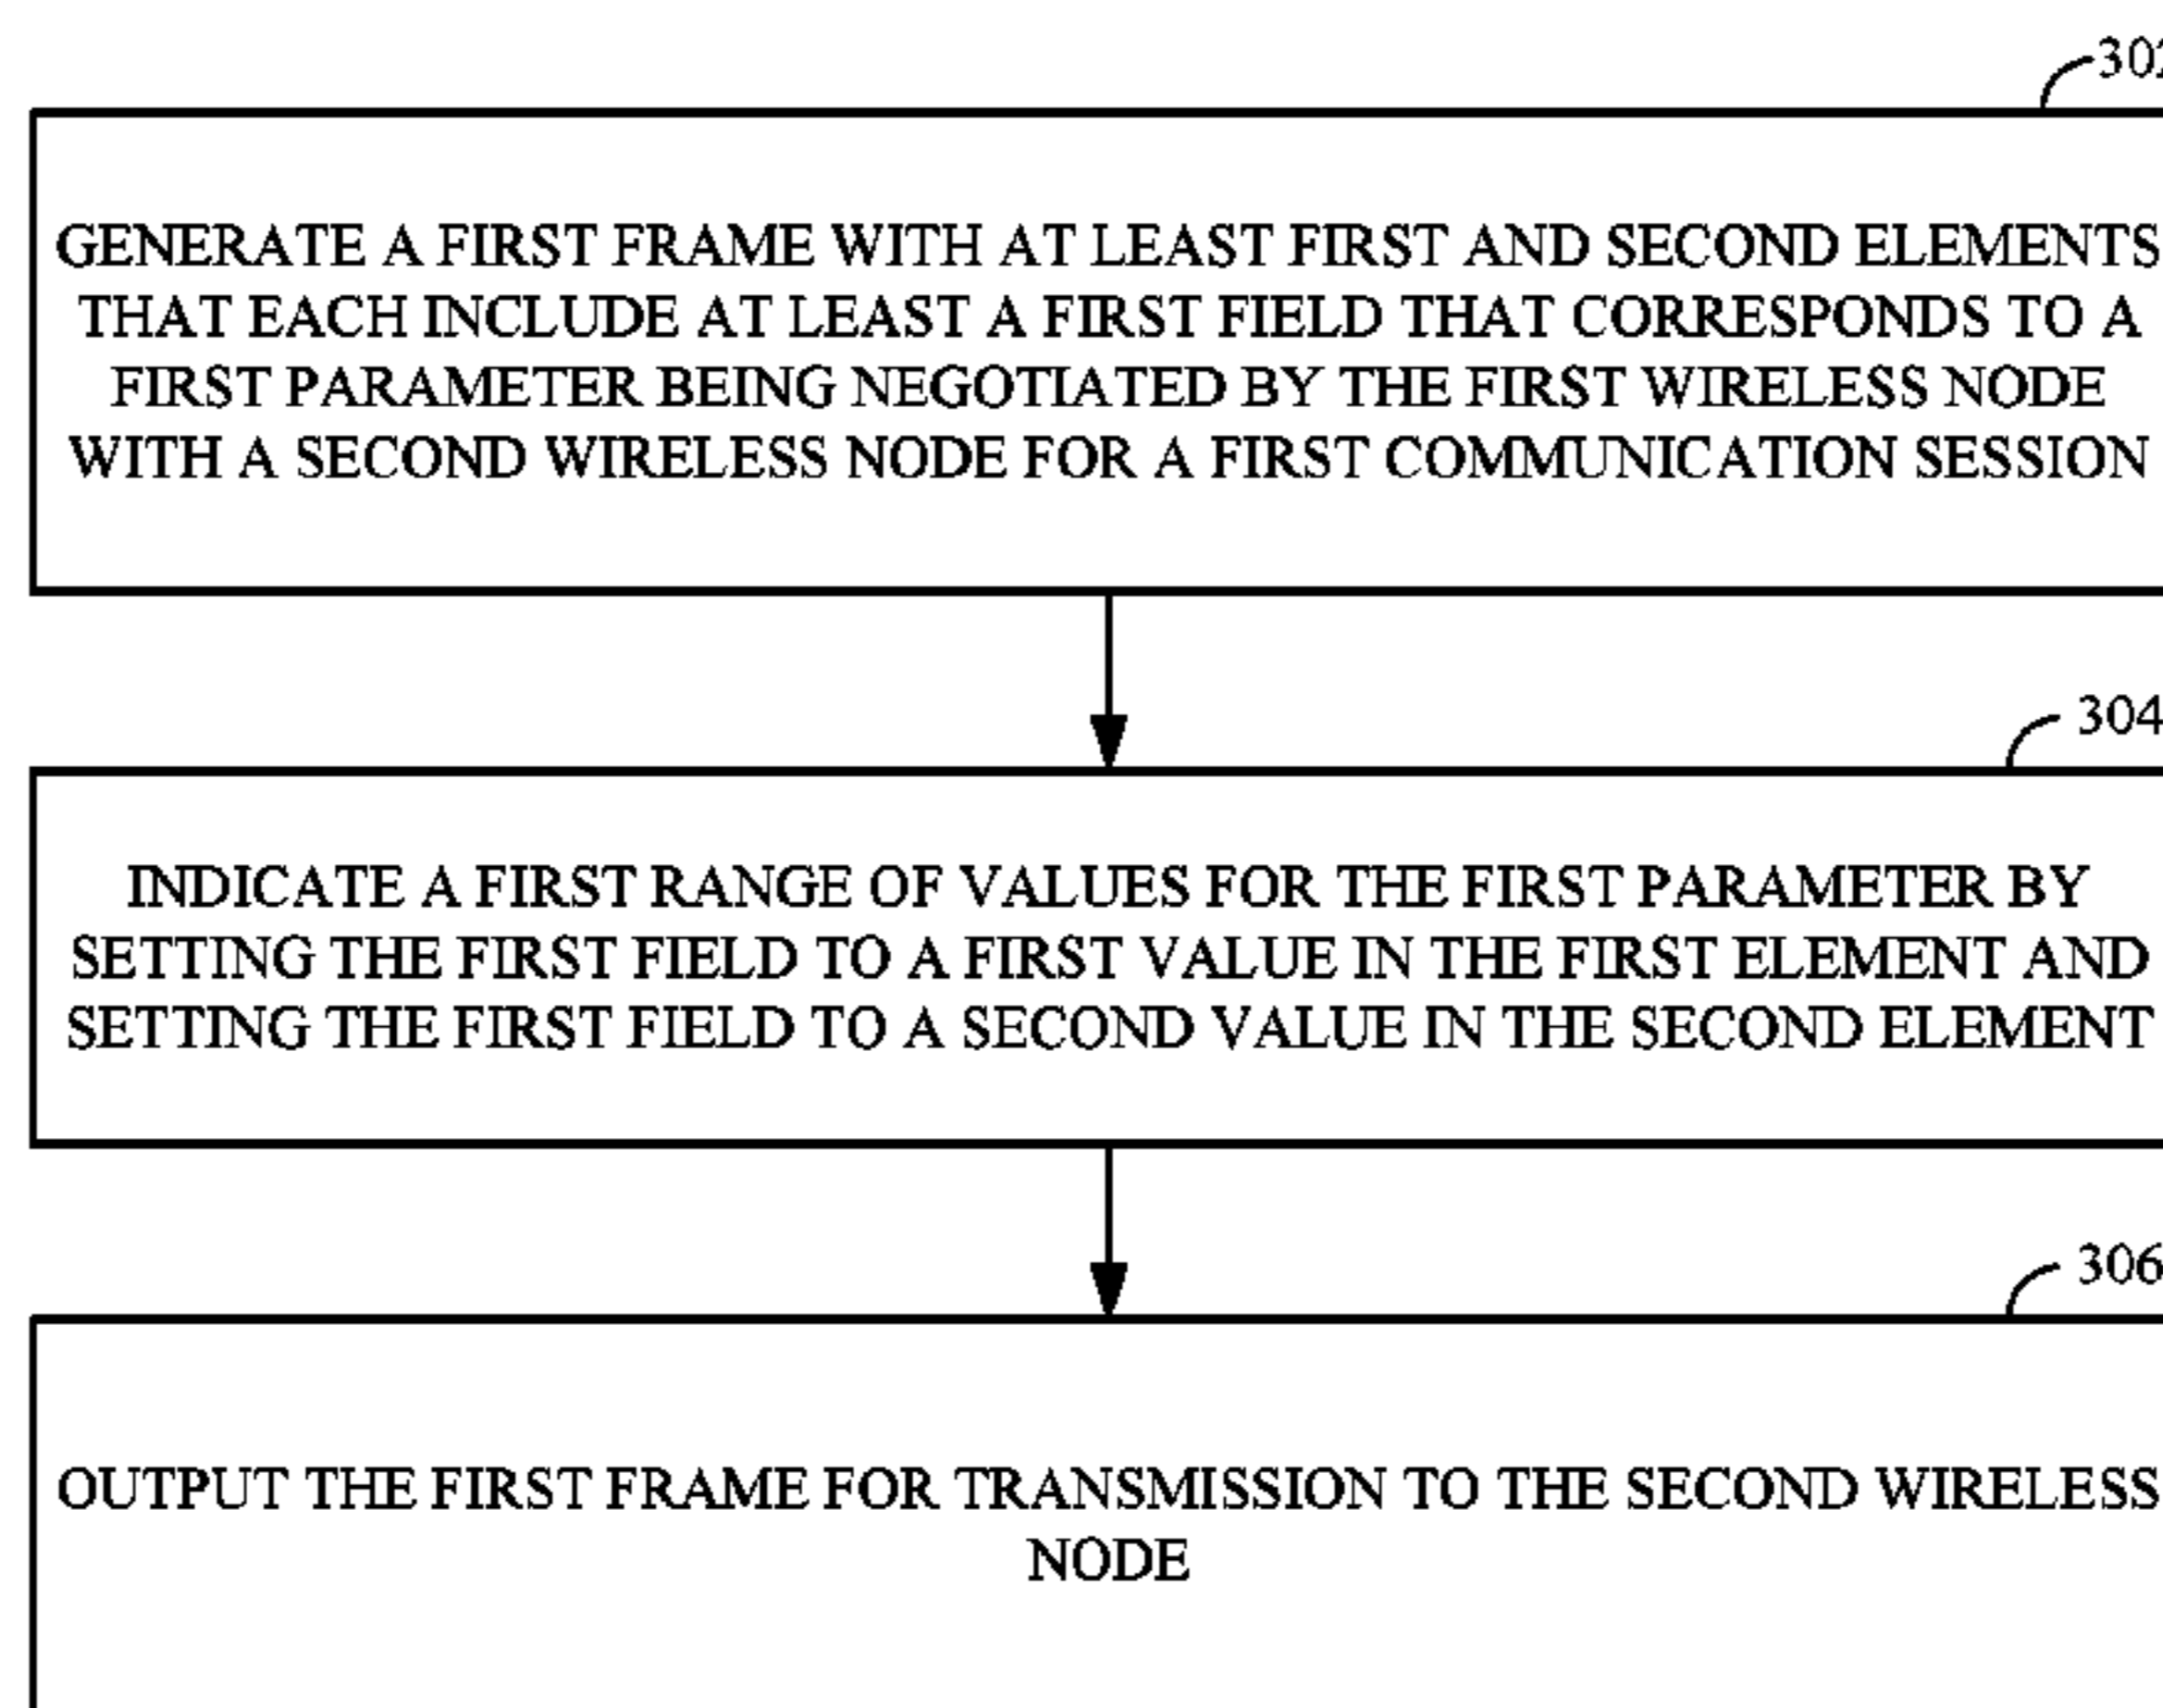 302
GENERATE A FIRST FRAME WITH AT LEAST FIRST AND SECOND ELEMENTS
THAT EACH INCLUDE AT LEAST A FIRST FIELD THAT CORRESPONDS TO A
FIRST PARAMETER BEING NEGOTIATED BY THE FIRST WIRELESS NODE
WITH A SECOND WIRELESS NODE FOR A FIRST COMMUNICATION SESSION
304
INDICATE A FIRST RANGE OF VALUES FOR THE FIRST PARAMETER BY
SETTING THE FIRST FIELD TO A FIRST VALUE IN THE FIRST ELEMENT AND
SETTING THE FIRST FIELD TO A SECOND VALUE IN THE SECOND ELEMENT
306
OUTPUT THE FIRST FRAME FOR TRANSMISSION TO THE SECOND WIRELESS
NODE